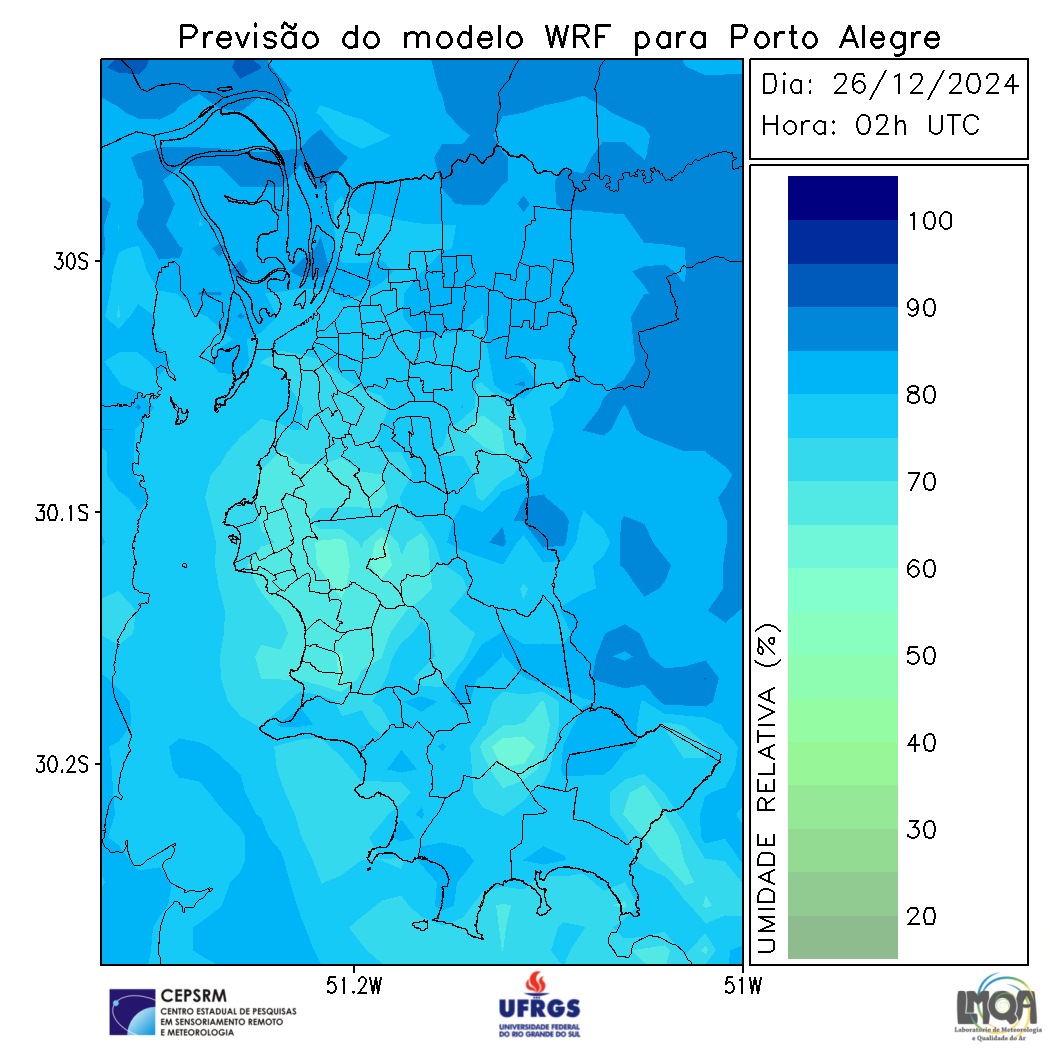 Previsão do modelo WRF para Porto Alegre
Dia: 26/12/2024
Hora: 02h UTC
30S
30.1S
30.2S
51.2W
51W
UMIDADE RELATIVA (%)
100
90
80
70
60
50
40
30
20
CEPSRM
CENTRO ESTADUAL DE PESQUISAS
EM SENSORIAMENTO REMOTO
E METEOROLOGIA
UFRGS
UNIVERSIDADE FEDERAL
DO RIO GRANDE DO SUL
LMQA
Laboratório de Meteorologia
e Qualidade do Ar